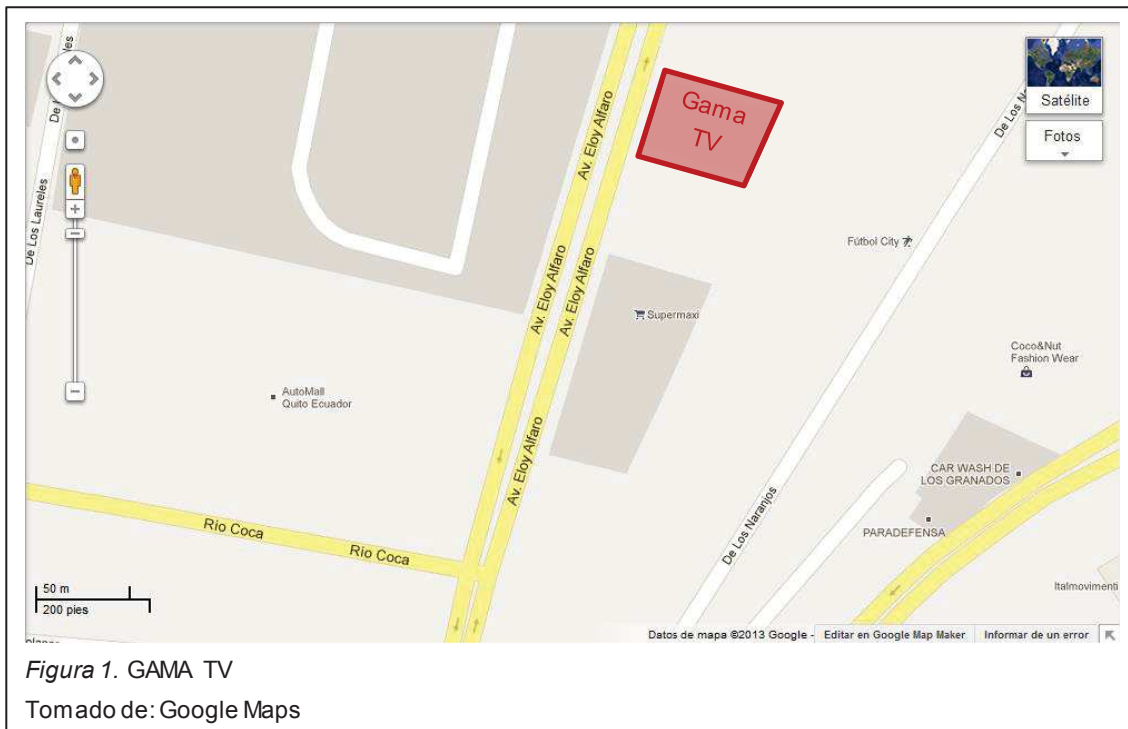 De Los Laureles
Av. Eloy Alfaro
Av. Eloy Alfaro
Av. Eloy Alfaro
Av. Eloy Alfaro
Gama
TV
Satélite
Fotos
Fútbol City
Supermaxi
Coco&Nut
Fashion Wear
AutoMall
Quito Ecuador
CAR WASH DE
LOS GRANADOS
PARADEFENSA
De Los Naranjos
Río Coca
Río Coca
50 m
200 pies
Italmovimenti
Datos de mapa ©2013 Google -
Editar en Google Map Maker
Informar de un error
Figura 1. GAMA TV
Tomado de: Google Maps